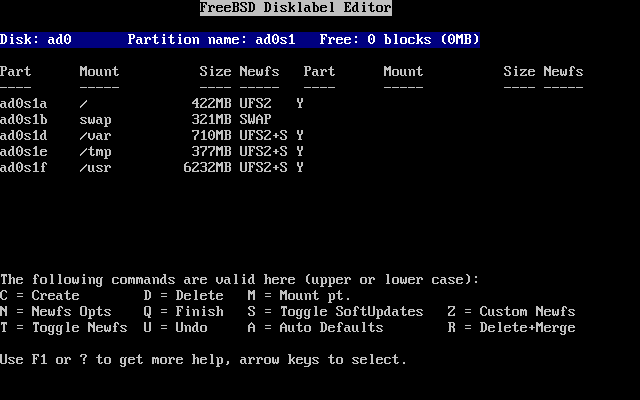 FreeBSD Disklabel Editor
Disk: ad0       Partition name: ad0s1   Free: 0 blocks (0MB)
Part      Mount          Size Newfs   Part      Mount          Size Newfs
----      -----          ---- -----   ----      -----          ---- -----
ad0s1a    /             422MB UFS2   Y
ad0s1b    swap          321MB SWAP
ad0s1d    /var          710MB UFS2+S Y
ad0s1e    /tmp          377MB UFS2+S Y
ad0s1f    /usr         6232MB UFS2+S Y
The following commands are valid here (upper or lower case):
C = Create        D = Delete   M = Mount pt.
N = Newfs Opts    Q = Finish   S = Toggle SoftUpdates   Z = Custom Newfs
T = Toggle Newfs  U = Undo     A = Auto Defaults        R = Delete+Merge
Use F1 or ? to get more help, arrow keys to select.